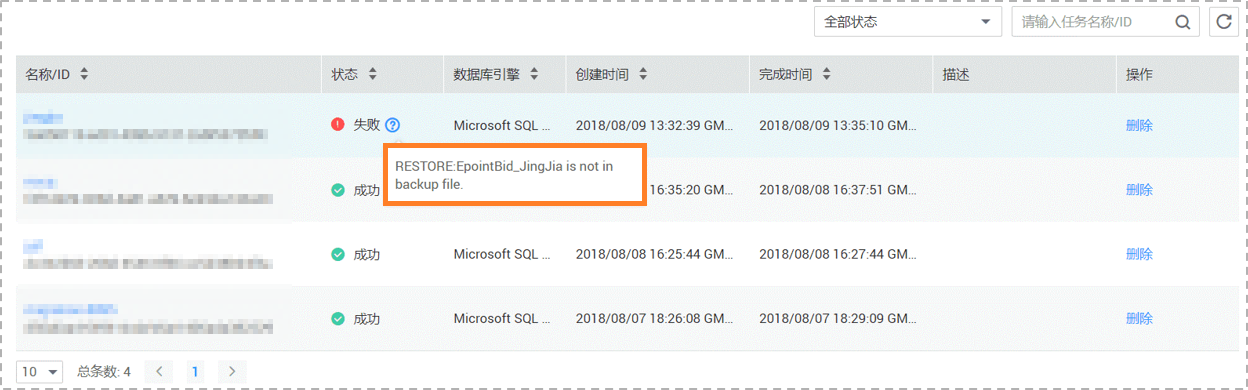 全部状态
请输入任务名称/ID
名称/ID 状态 数据库引擎 创建时间 完成时间 描述 操作
失败 Microsoft SQL ... 2018/08/09 13:32:39 GM... 2018/08/09 13:35:10 GM... 删除
RESTORE:EpointBid_JingJia is not in
backup file.
成功 16:35:20 GM... 2018/08/08 16:37:51 GM... 删除
成功 Microsoft SQL ... 2018/08/08 16:25:44 GM... 2018/08/08 16:27:44 GM... 删除
成功 Microsoft SQL ... 2018/08/07 18:26:08 GM... 2018/08/07 18:29:09 GM... 删除
10 总条数: 4 1